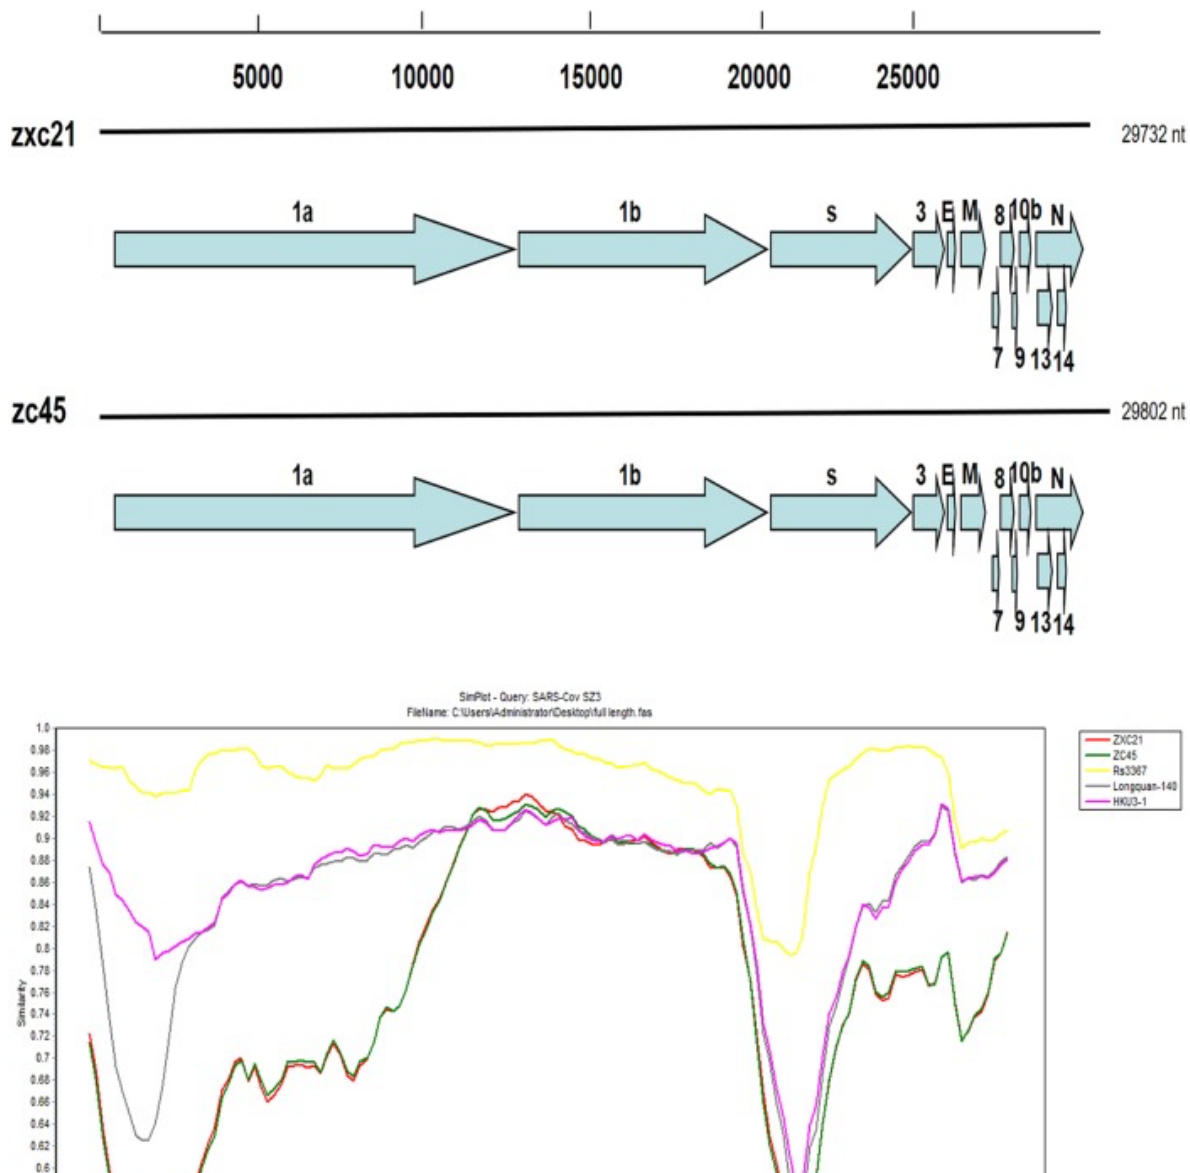 5000 10000 15000 20000 25000
zxc21
29732 nt
1a 1b s 3 E M 8 10b N
7 9 13 14
zc45
29802 nt
1a 1b s 3 E M 8 10b N
7 9 13 14
SimPlot - Query: SARS-Cov SZ3
FileName: C:\Users\Administrator\Desktop\full length.fas
ZXC21
ZC45
Rs3367
Longquan-140
HKU3-1
Similarity
1.0
0.98
0.96
0.94
0.92
0.9
0.88
0.86
0.84
0.82
0.8
0.78
0.76
0.74
0.72
0.7
0.68
0.66
0.64
0.62
0.6